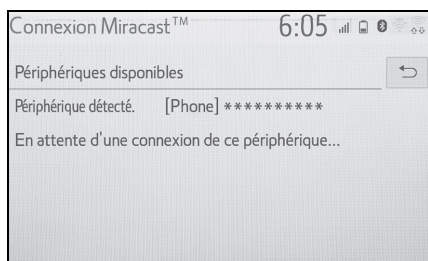 Connexion Miracast™ 6:05
Périphériques disponibles
Périphérique détecté. [Phone] **********
En attente d'une connexion de ce périphérique...